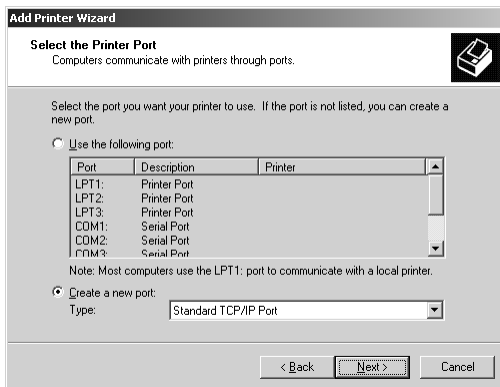 Add Printer Wizard
Select the Printer Port
Computers communicate with printers through ports.
Select the port you want your printer to use. If the port is not listed, you can create a
new port.
Use the following port:
Port Description Printer
LPT1: Printer Port
LPT2: Printer Port
LPT3: Printer Port
COM1: Serial Port
COM2: Serial Port
COM3: Serial Port
Note: Most computers use the LPT1: port to communicate with a local printer.
Create a new port:
Type: Standard TCP/IP Port
< Back Next > Cancel